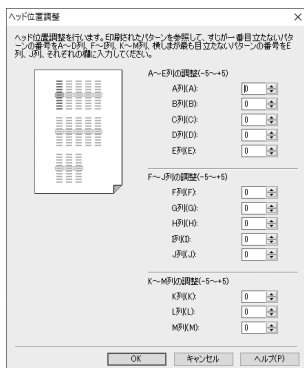 ヘッド位置調整
ヘッド位置調整を行います。印刷されたパターンを参照して、すじが一番目立たないパタ
ーンの番号をA～D列、F～I列、K～M列、横しまが最も目立たないパターンの番号をE
列、J列、それぞれの欄に入力してください。
A～E列の調整(-5～+5)
A列(A): 0
B列(B): 0
C列(C): 0
D列(D): 0
E列(E): 0
F～J列の調整(-5～+5)
F列(F): 0
G列(G): 0
H列(H): 0
I列(I): 0
J列(J): 0
K～M列の調整(-5～+5)
K列(K): 0
L列(L): 0
M列(M): 0
OK キャンセル ヘルプ(P)